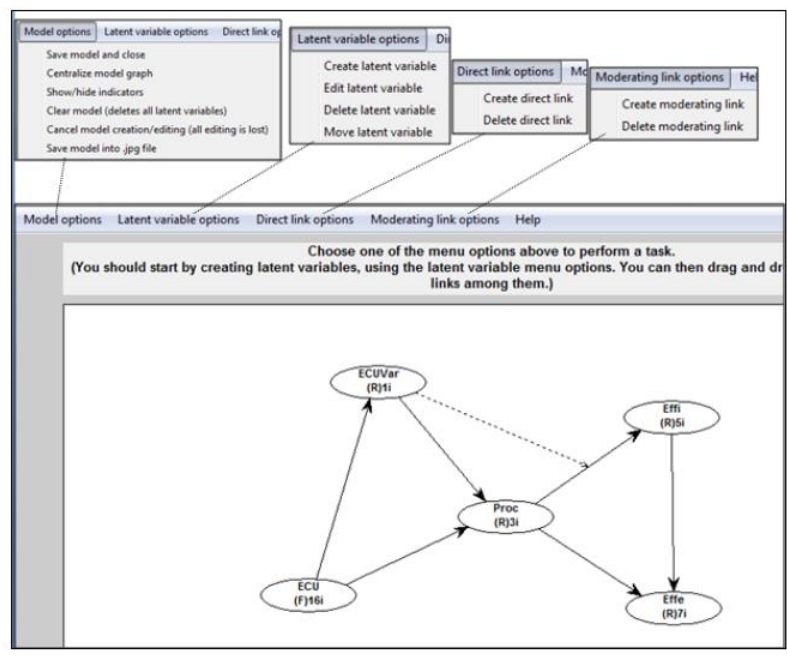 Model options Latent variable options Direct link op
Save model and close
Centralize model graph
Show/hide indicators
Clear model (deletes all latent variables)
Cancel model creation/editing (all editing is lost)
Save model into .jpg file
Latent variable options Di
Create latent variable
Edit latent variable
Delete latent variable
Move latent variable
Direct link options Mo
Create direct link
Delete direct link
Moderating link options Hel
Create moderating link
Delete moderating link
Model options Latent variable options Direct link options Moderating link options Help
Choose one of the menu options above to perform a task.
(You should start by creating latent variables, using the latent variable menu options. You can then drag and dr
links among them.)
ECUVar
(R)1i
Effi
(R)5i
Proc
(R)3i
ECU
(F)16i
Effe
(R)7i